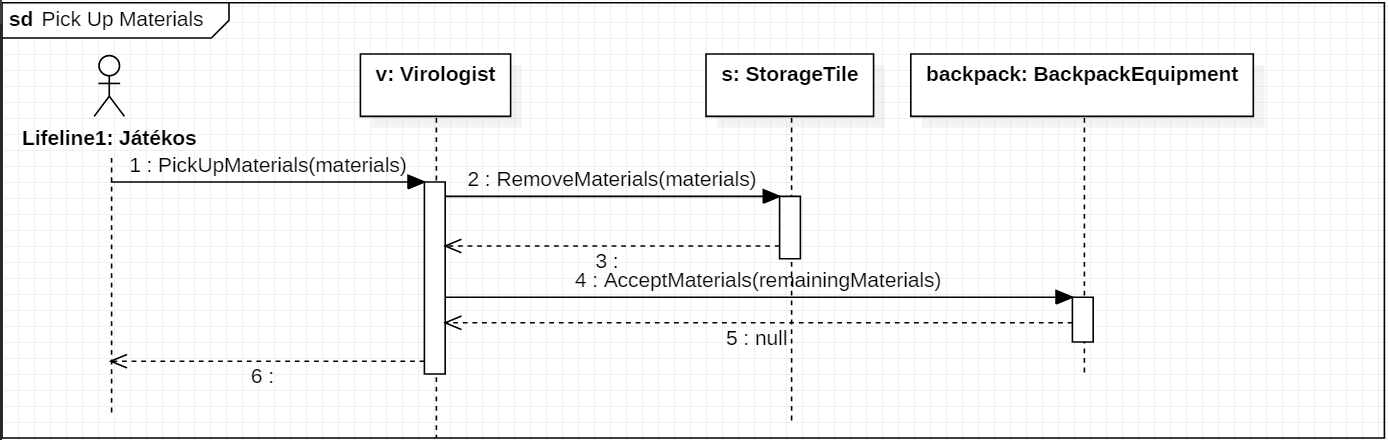 sd Pick Up Materials
v: Virologist
s: StorageTile
backpack: BackpackEquipment
Lifeline1: Játékos
1 : PickUpMaterials(materials)
2 : RemoveMaterials(materials)
3 :
4 : AcceptMaterials(remainingMaterials)
5 : null
6 :